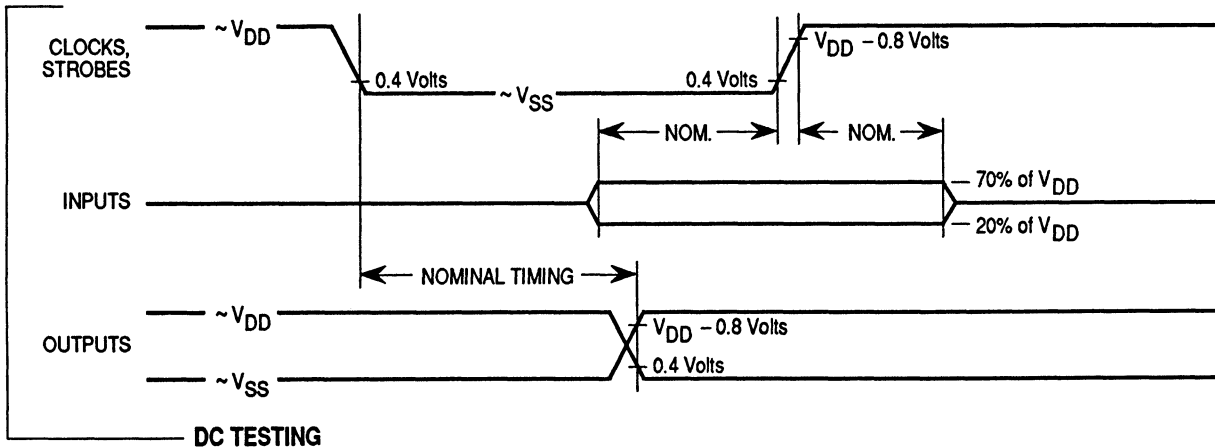 CLOCKS,
STROBES
~ VDD
0.4 Volts
~ VSS
0.4 Volts
VDD – 0.8 Volts
NOM.
NOM.
INPUTS
70% of VDD
20% of VDD
NOMINAL TIMING
OUTPUTS
~ VDD
~ VSS
VDD – 0.8 Volts
0.4 Volts
DC TESTING